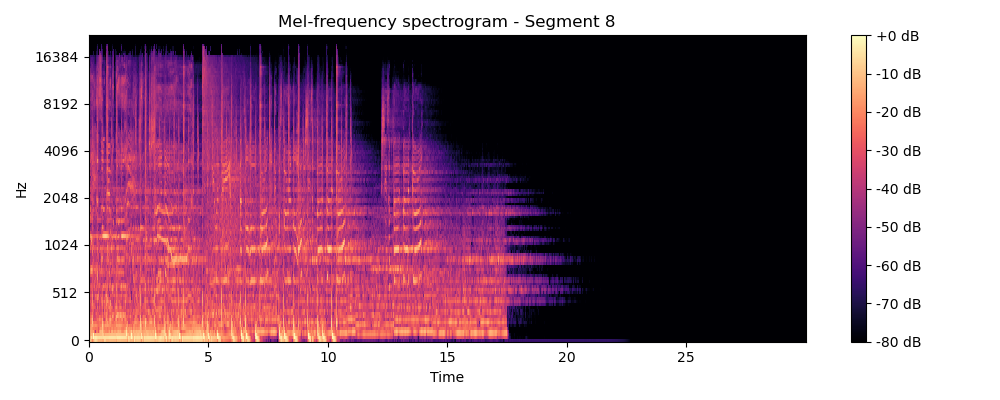 Mel-frequency spectrogram - Segment 8
Hz
16384
8192
4096
2048
1024
512
0
0 5 10 15 20 25
Time
+0 dB
-10 dB
-20 dB
-30 dB
-40 dB
-50 dB
-60 dB
-70 dB
-80 dB